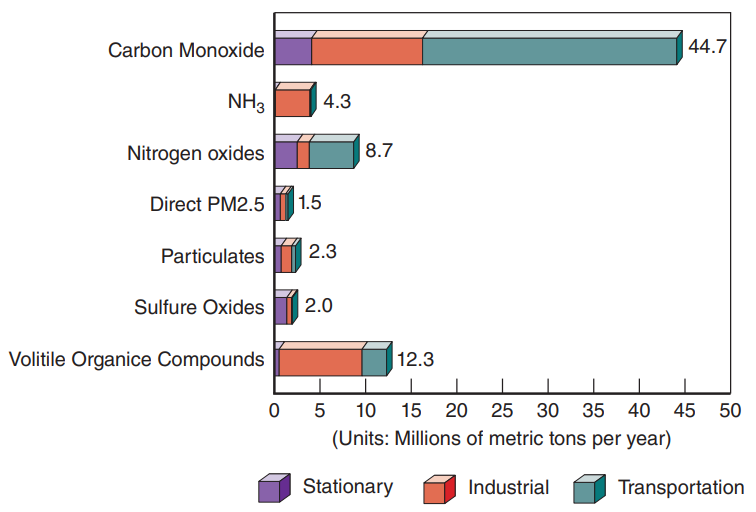 Carbon Monoxide 44.7
NH3 4.3
Nitrogen oxides 8.7
Direct PM2.5 1.5
Particulates 2.3
Sulfure Oxides 2.0
Volitile Organice Compounds 12.3
0 5 10 15 20 25 30 35 40 45 50
(Units: Millions of metric tons per year)
Stationary Industrial Transportation